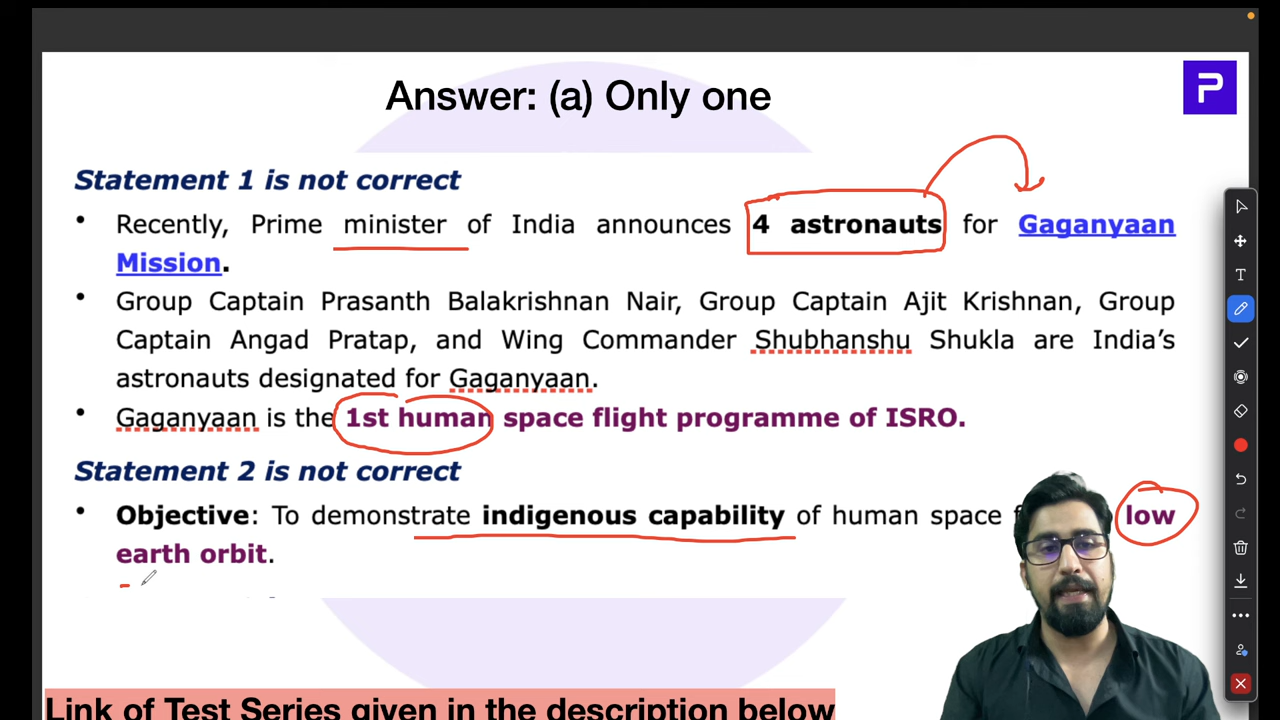 Answer: (a) Only one
P
Statement 1 is not correct
• Recently, Prime minister of India announces 4 astronauts for Gaganyaan
Mission.
• Group Captain Prasanth Balakrishnan Nair, Group Captain Ajit Krishnan, Group
Captain Angad Pratap, and Wing Commander Shubhanshu Shukla are India's
astronauts designated for Gaganyaan.
• Gaganyaan is the 1st human space flight programme of ISRO.
Statement 2 is not correct
• Objective: To demonstrate indigenous capability of human space low
earth orbit.
Link of Test Series given in the description below